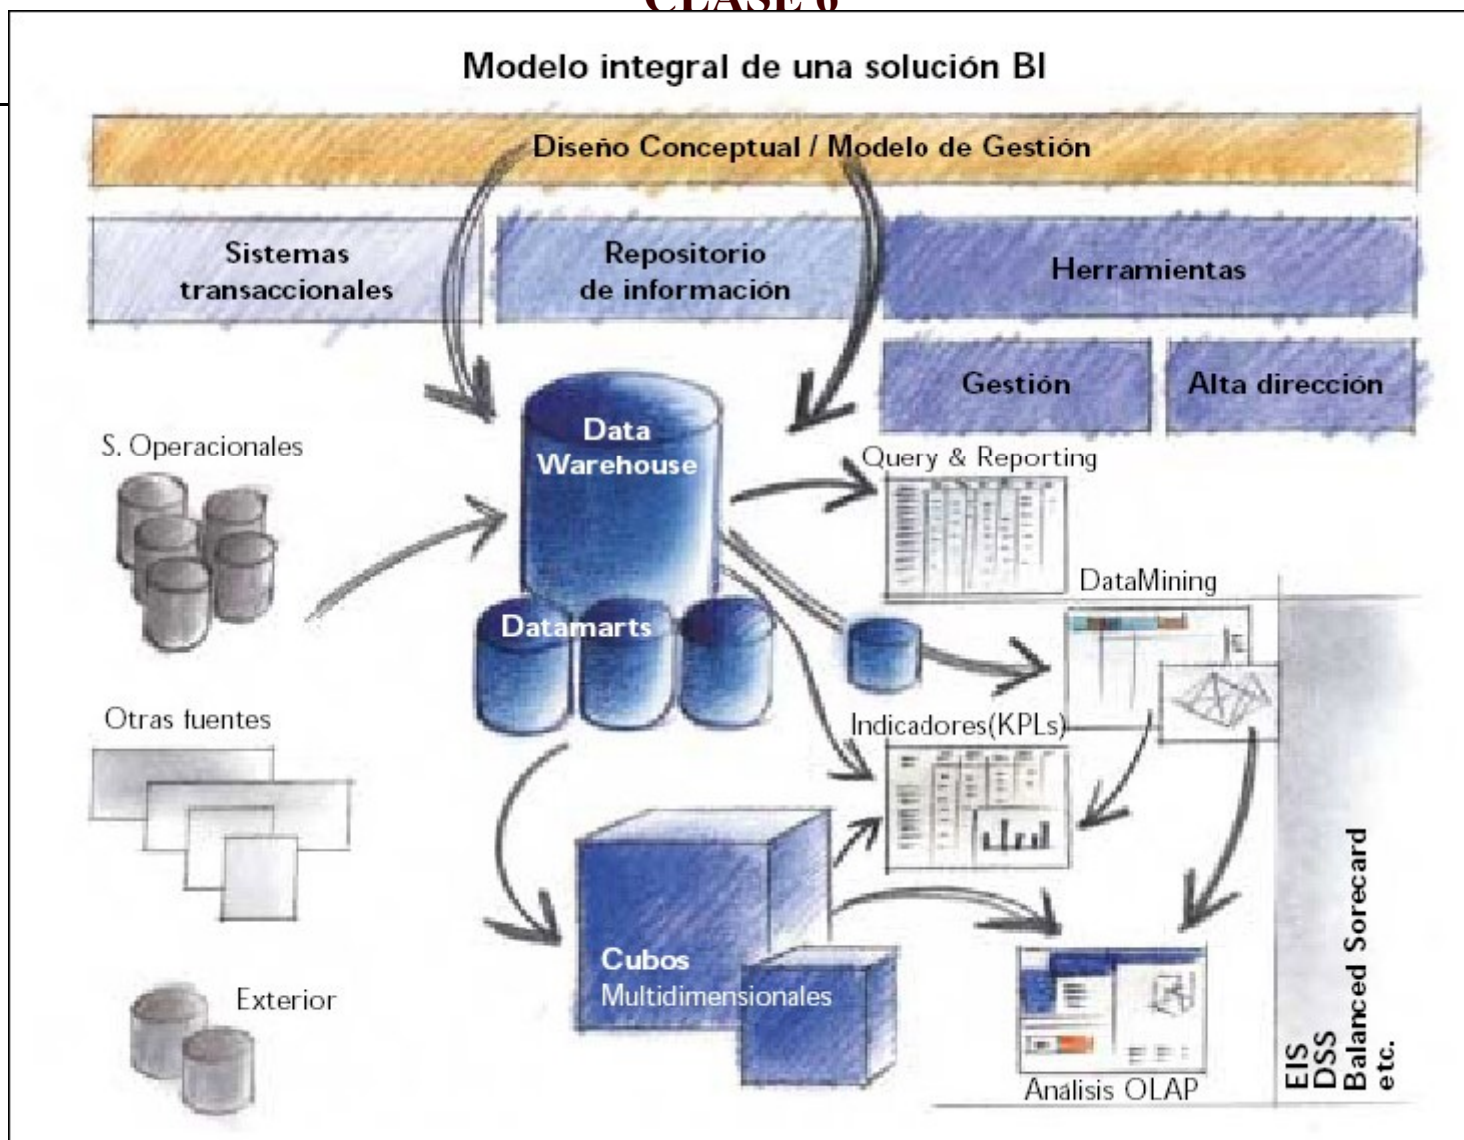 CLASE 6
Modelo integral de una solución BI
Diseño Conceptual / Modelo de Gestión
Sistemas
transaccionales
Repositorio
de información
Herramientas
Gestión
Alta dirección
S. Operacionales
Data
Warehouse
Query & Reporting
DataMining
Datamarts
Otras fuentes
Indicadores(KPLs)
Cubos
Multidimensionales
Exterior
Análisis OLAP
EIS
DSS
Balanced Sorecard
etc.